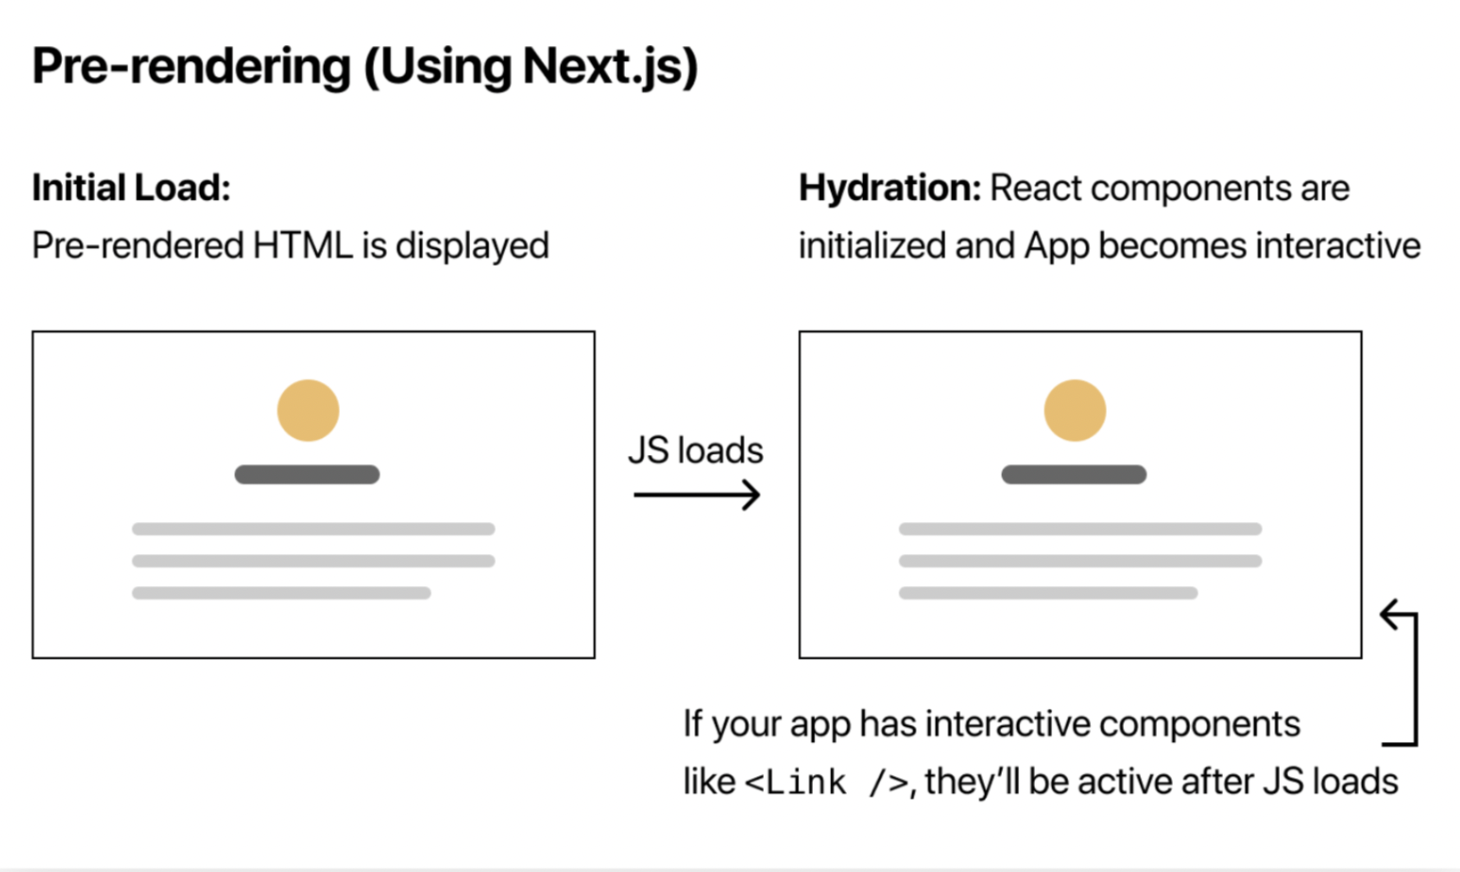 Pre-rendering (Using Next.js)
Initial Load:
Pre-rendered HTML is displayed
Hydration: React components are
initialized and App becomes interactive
JS loads
If your app has interactive components
like <Link />, they’ll be active after JS loads